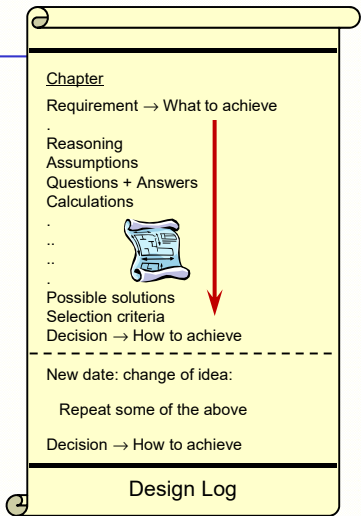 Chapter
Requirement → What to achieve
.
Reasoning
Assumptions
Questions + Answers
Calculations
.
..
..
.
Possible solutions
Selection criteria
Decision → How to achieve
New date: change of idea:
Repeat some of the above
Decision → How to achieve
Design Log